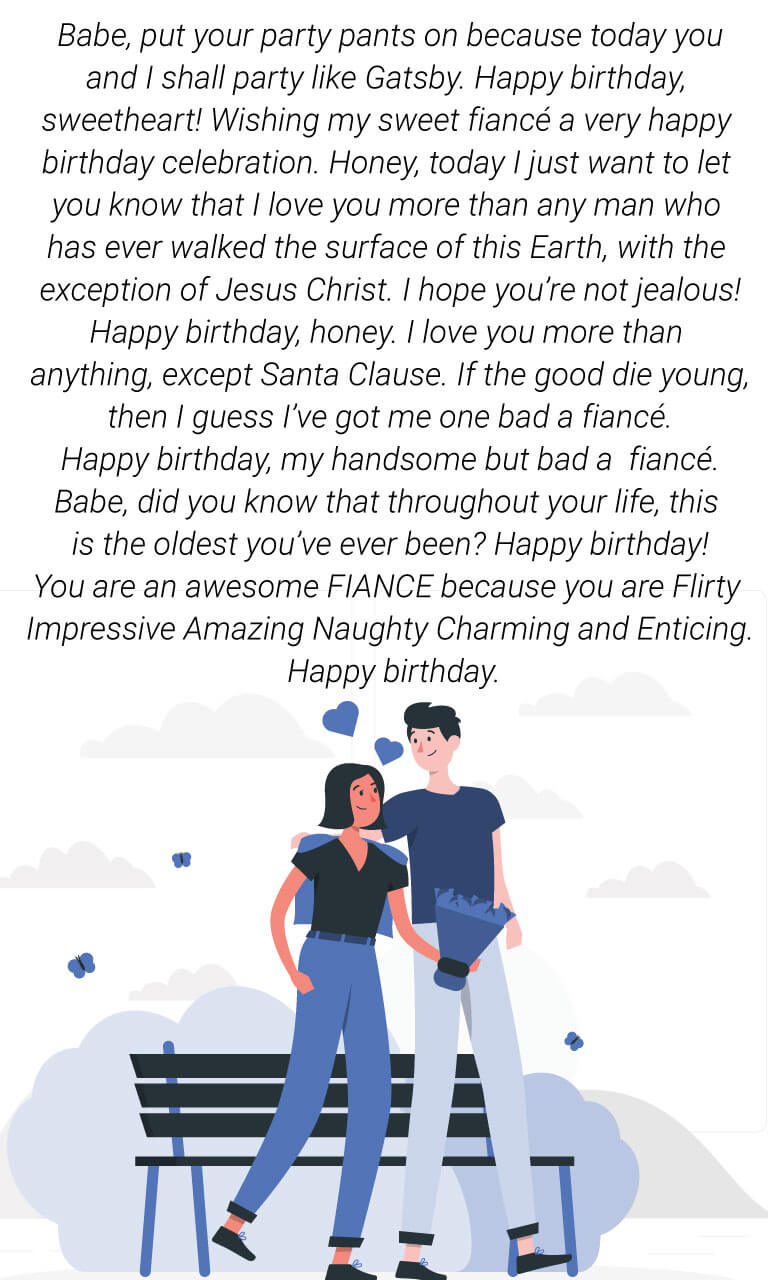 Babe, put your party pants on because today you
and I shall party like Gatsby. Happy birthday,
sweetheart! Wishing my sweet fiancé a very happy
birthday celebration. Honey, today I just want to let
you know that I love you more than any man who
has ever walked the surface of this Earth, with the
exception of Jesus Christ. I hope you’re not jealous!
Happy birthday, honey. I love you more than
anything, except Santa Clause. If the good die young,
then I guess I’ve got me one bad a fiancé.
Happy birthday, my handsome but bad a  fiancé.
Babe, did you know that throughout your life, this
is the oldest you’ve ever been? Happy birthday!
You are an awesome FIANCE because you are Flirty
Impressive Amazing Naughty Charming and Enticing.
Happy birthday.